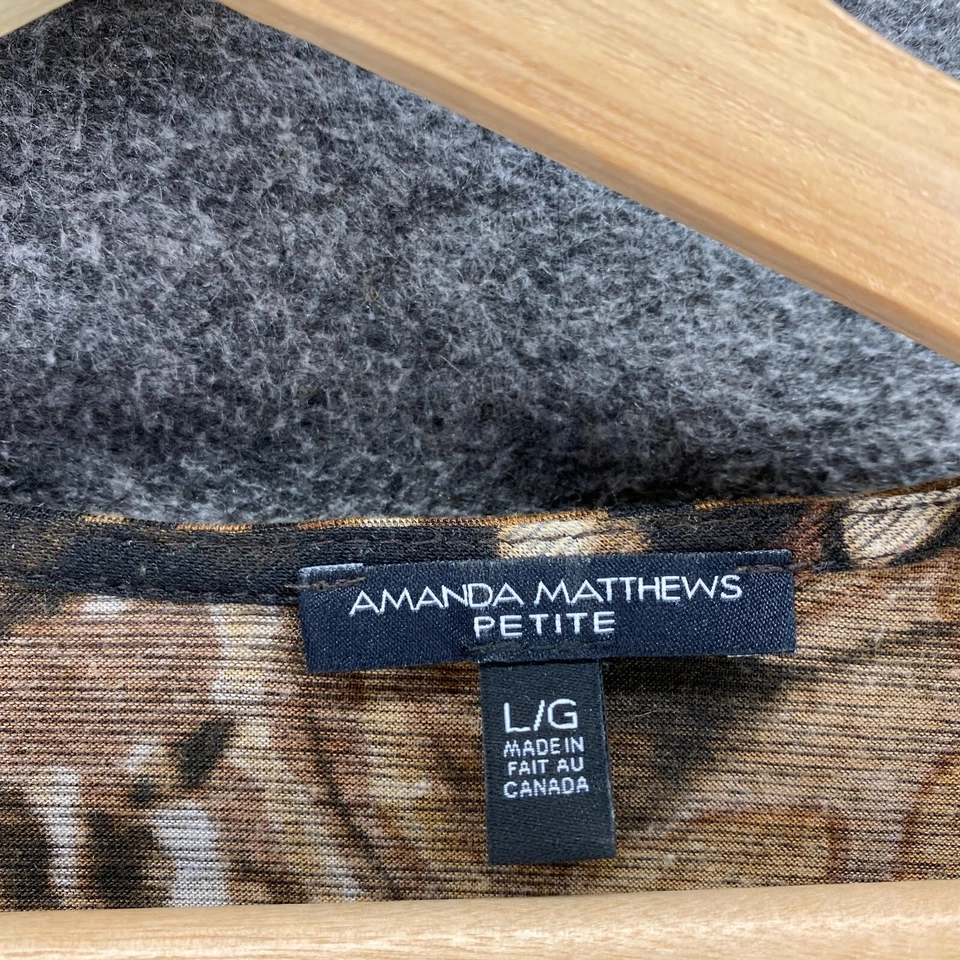 AMANDA MATTHEWS
PETITE
L/G
MADE IN
FAIT AU
CANADA